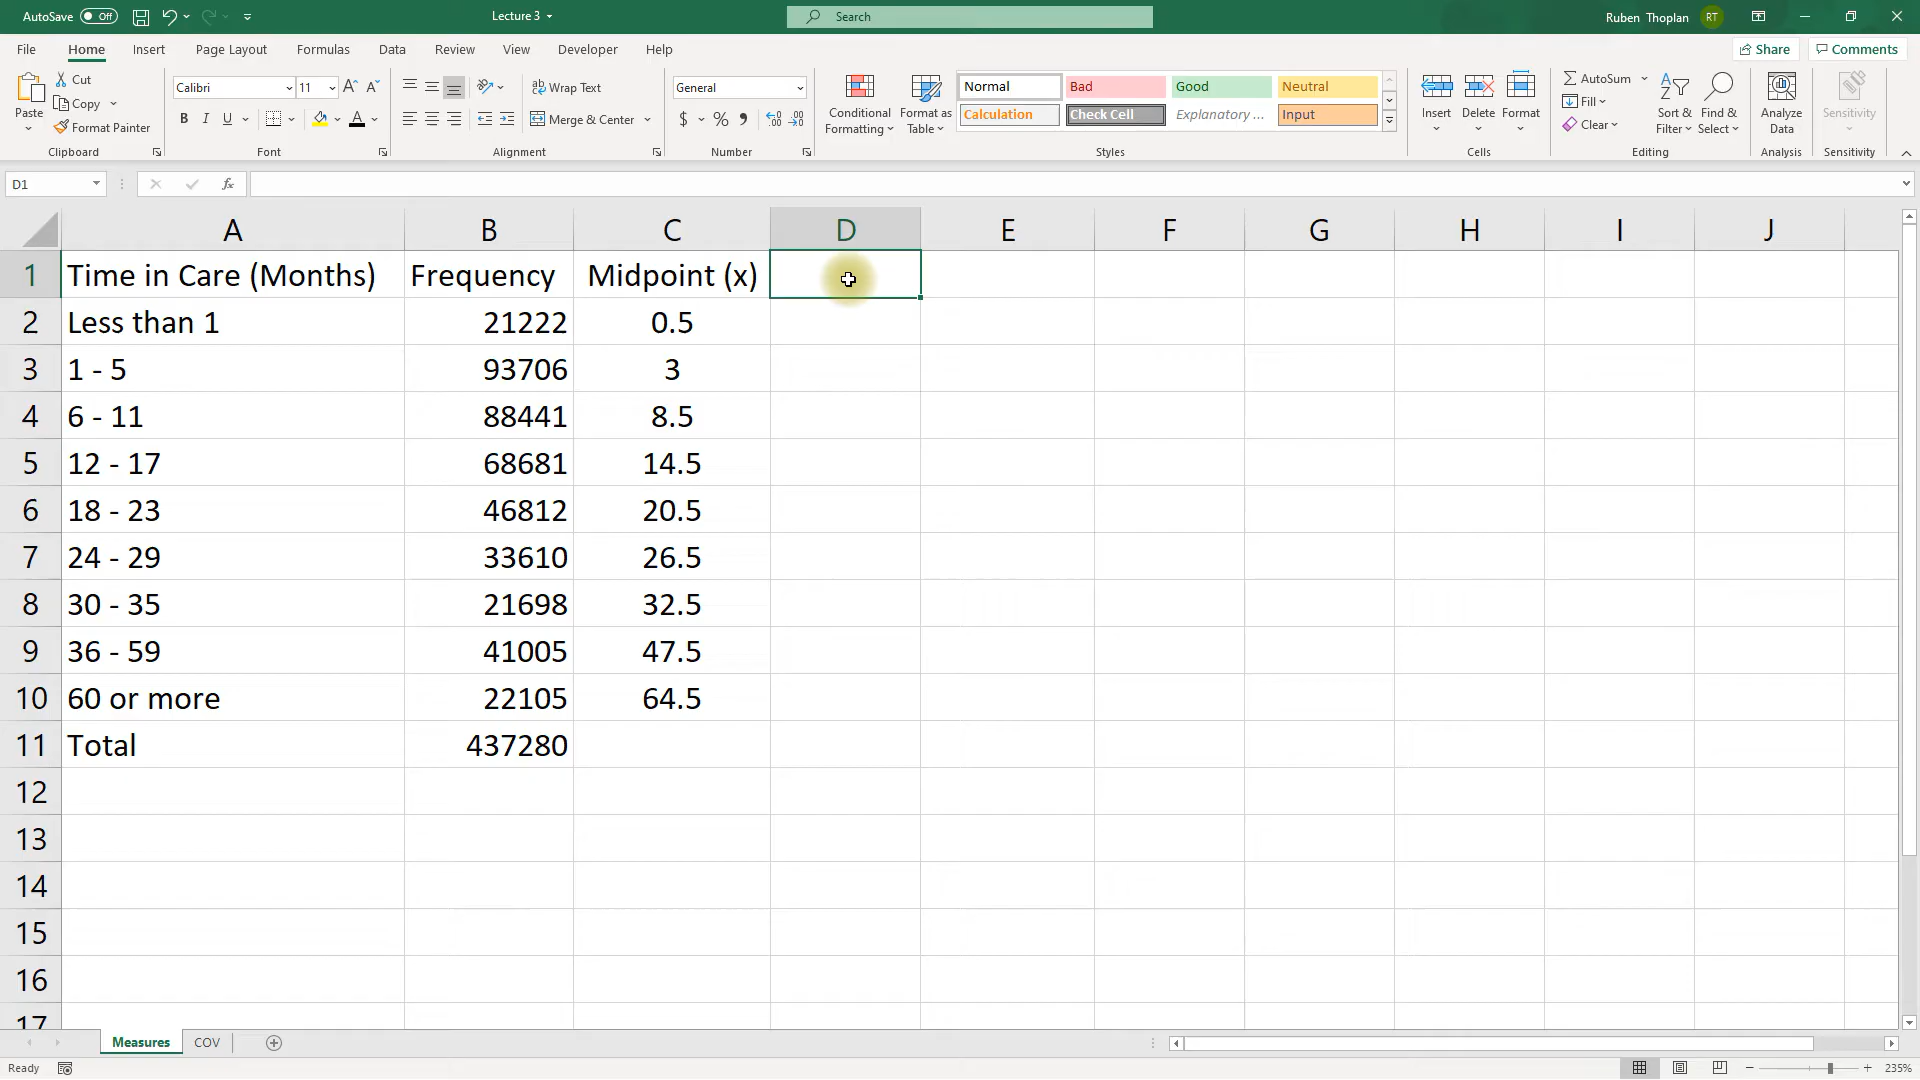 AutoSave Off Lecture 3 Search Ruben Thoplan RT
File Home Insert Page Layout Formulas Data Review View Developer Help Share Comments
Paste Cut Copy Format Painter Clipboard
Calibri 11 A A B I U A Font
Wrap Text Merge & Center Alignment
General $ % Number
Conditional Formatting Format as Table Normal Bad Good Neutral Calculation Check Cell Explanatory ... Input Styles
Insert Delete Format Cells
AutoSum Fill Clear Sort & Filter Find & Select Editing
Analyze Data Analysis
Sensitivity Sensitivity
D1 fx
A B C D E F G H I J
1 Time in Care (Months) Frequency Midpoint (x)
2 Less than 1 21222 0.5
3 1 - 5 93706 3
4 6 - 11 88441 8.5
5 12 - 17 68681 14.5
6 18 - 23 46812 20.5
7 24 - 29 33610 26.5
8 30 - 35 21698 32.5
9 36 - 59 41005 47.5
10 60 or more 22105 64.5
11 Total 437280
12
13
14
15
16
17
Measures COV
Ready 235%